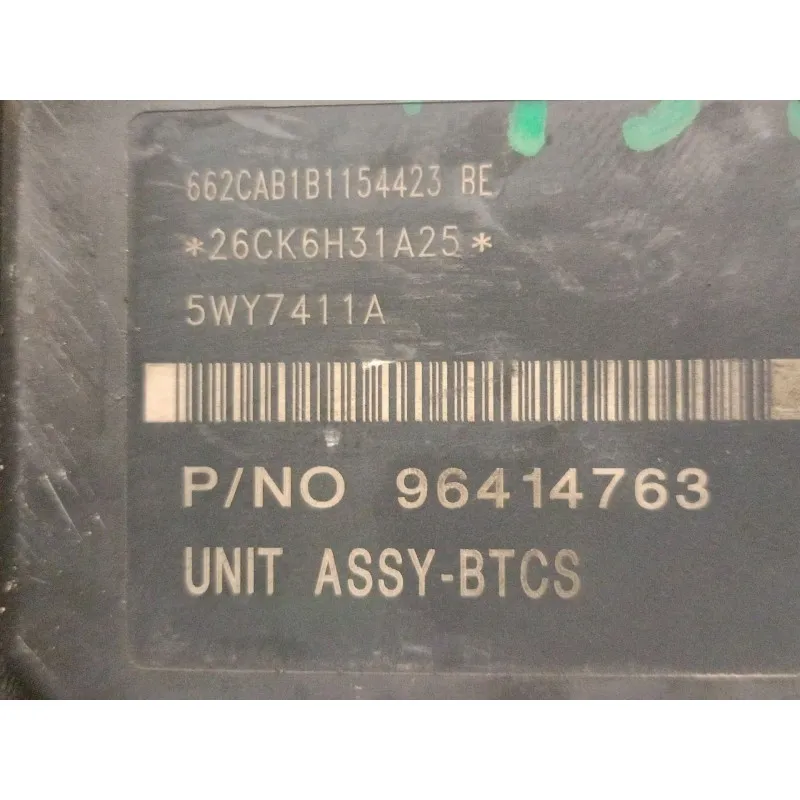 662CAB1B1154423 BE
*26CK6H31A25*
5WY7411A
P/NO 96414763
UNIT ASSY-BTCS